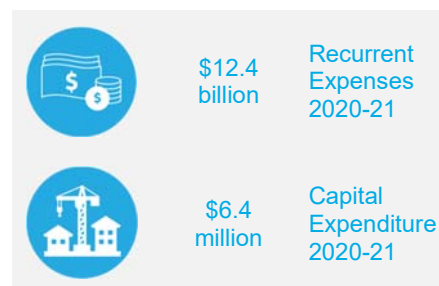 $
$
$12.4
billion
Recurrent
Expenses
2020-21
$6.4
million
Capital
Expenditure
2020-21